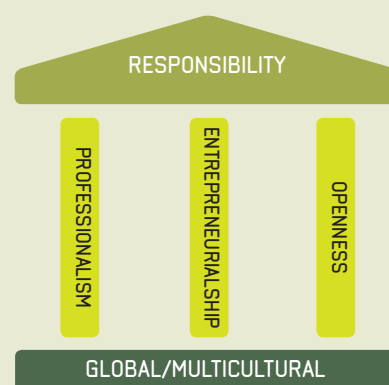 RESPONSIBILITY
PROFESSIONALISM
ENTREPRENEURIALSHIP
OPENNESS
GLOBAL/MULTICULTURAL